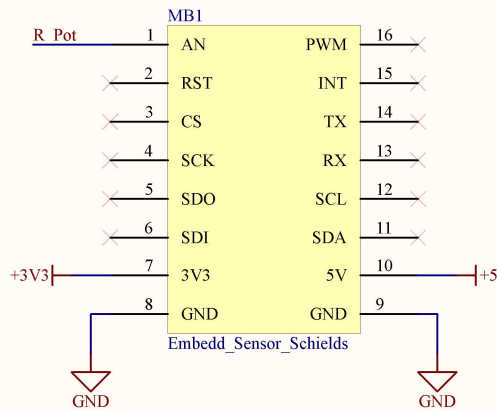 MB1
R_Pot 1 AN PWM 16
2 RST INT 15
3 CS TX 14
4 SCK RX 13
5 SDO SCL 12
6 SDI SDA 11
+3V3 7 3V3 5V 10 +5
8 GND GND 9
Embedd_Sensor_Schields
GND GND